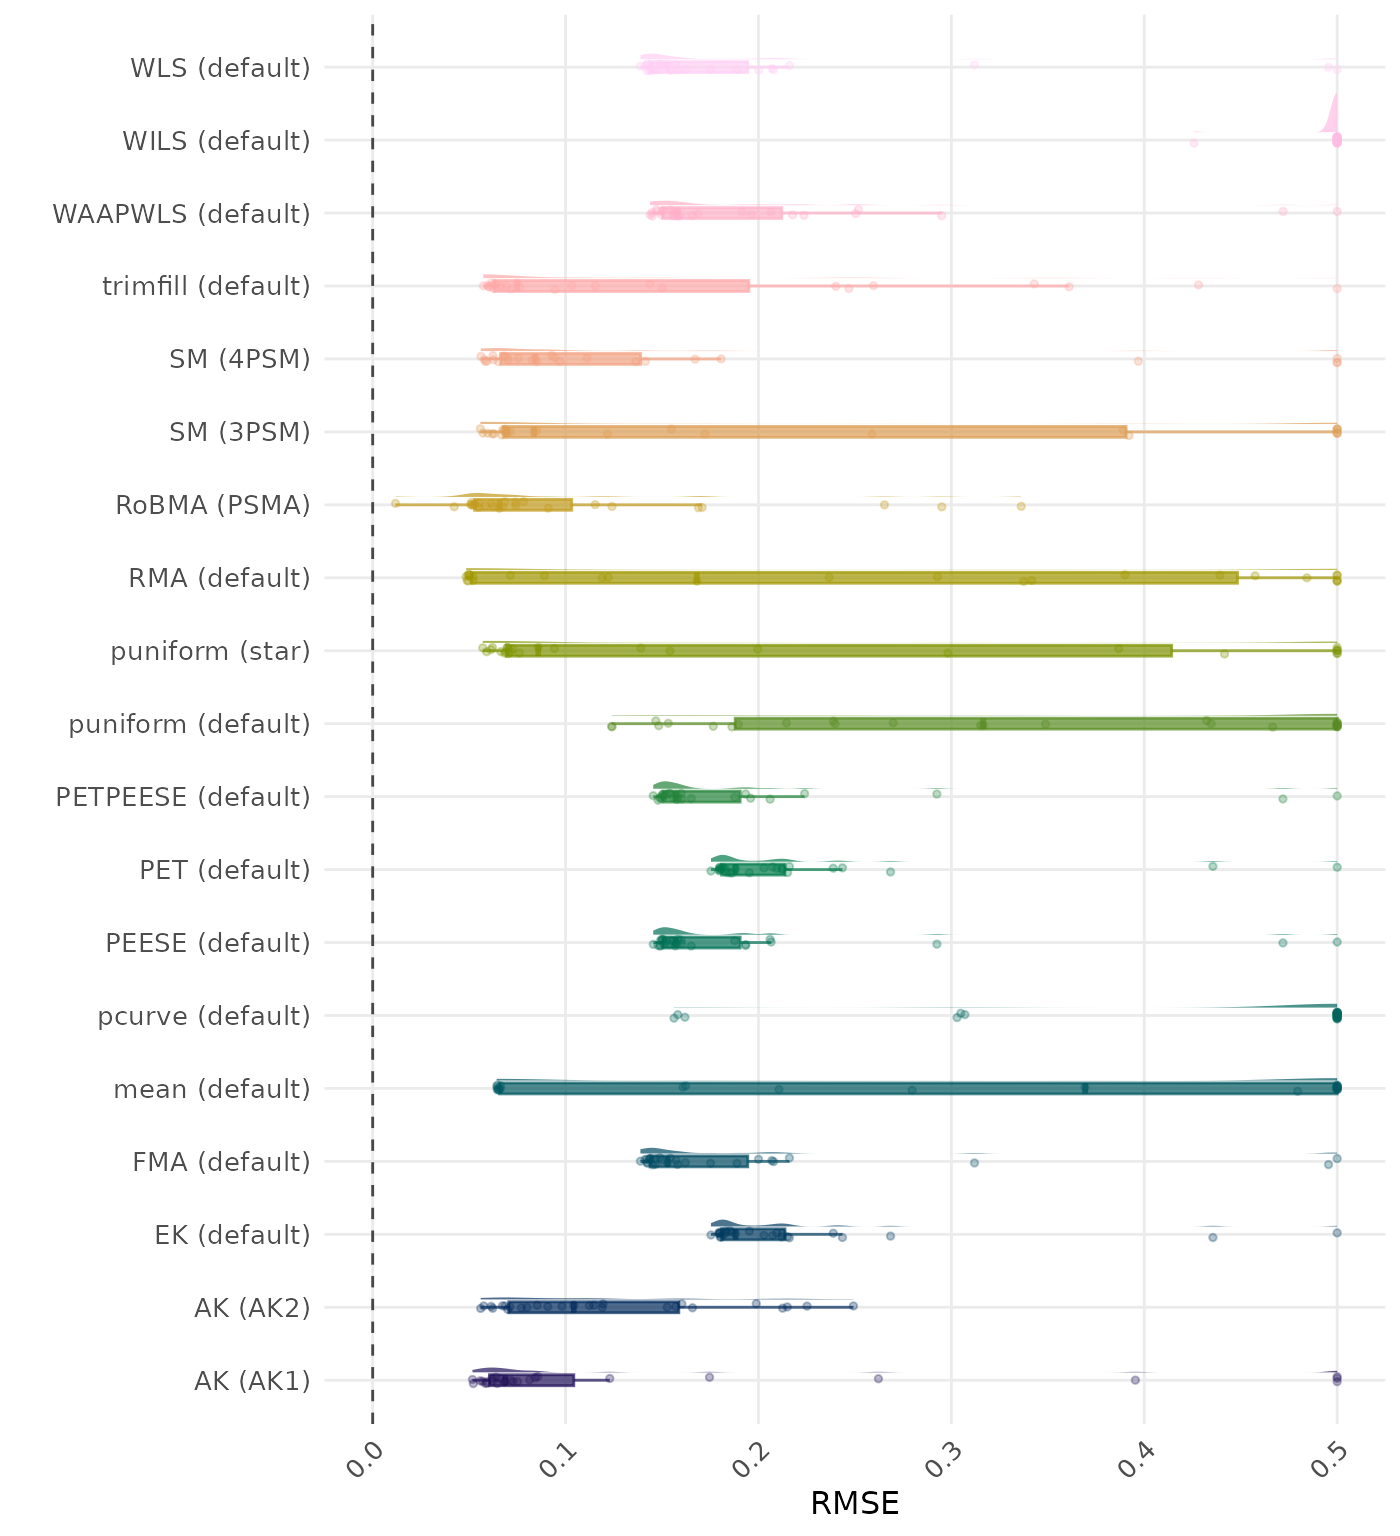 WLS (default)
WILS (default)
WAAPWLS (default)
trimfill (default)
SM (4PSM)
SM (3PSM)
RoBMA (PSMA)
RMA (default)
puniform (star)
puniform (default)
PETPEESE (default)
PET (default)
PEESE (default)
pcurve (default)
mean (default)
FMA (default)
EK (default)
AK (AK2)
AK (AK1)
0.0 0.1 0.2 0.3 0.4 0.5
RMSE